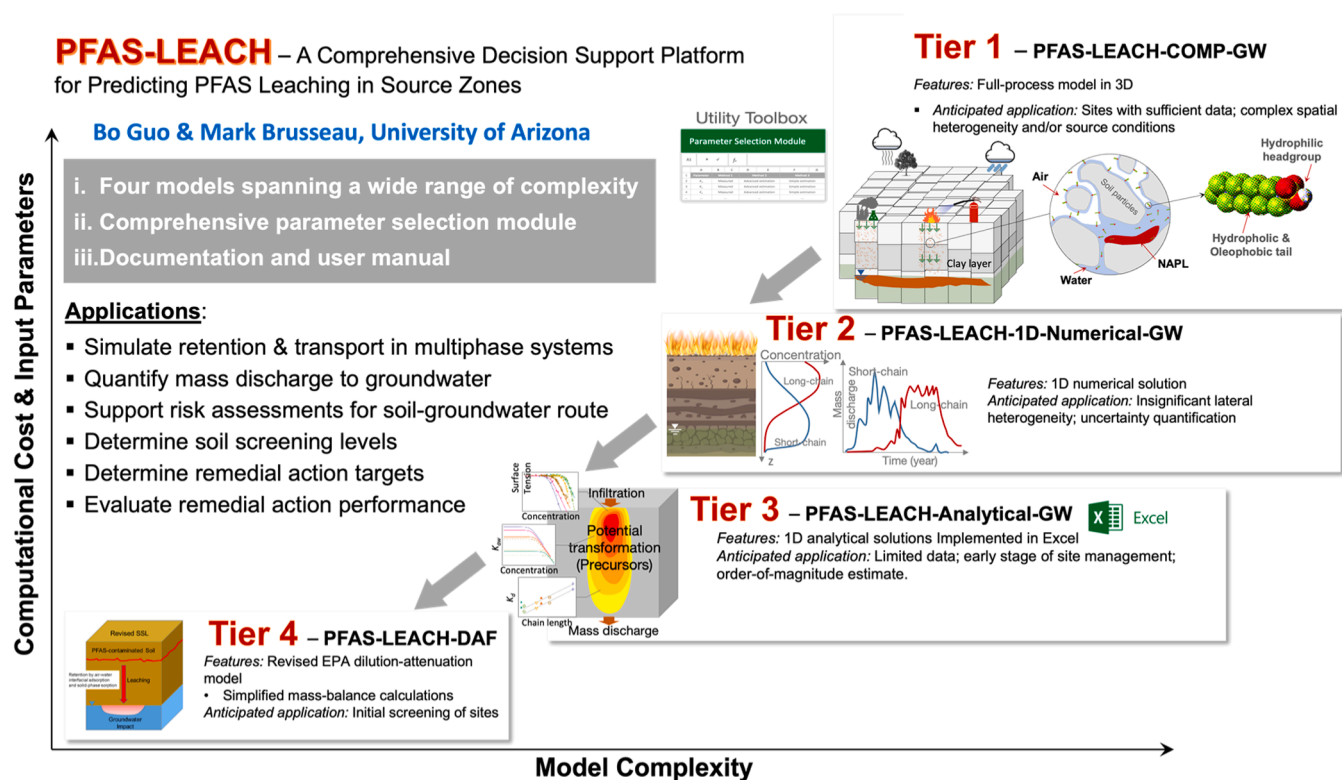 PFAS-LEACH – A Comprehensive Decision Support Platform
for Predicting PFAS Leaching in Source Zones
Bo Guo & Mark Brusseau, University of Arizona
i. Four models spanning a wide range of complexity
ii. Comprehensive parameter selection module
iii.Documentation and user manual
Applications:
▪ Simulate retention & transport in multiphase systems
▪ Quantify mass discharge to groundwater
▪ Support risk assessments for soil-groundwater route
▪ Determine soil screening levels
▪ Determine remedial action targets
▪ Evaluate remedial action performance
Computational Cost & Input Parameters
Model Complexity
Utility Toolbox
Parameter Selection Module
Tier 1 – PFAS-LEACH-COMP-GW
Features: Full-process model in 3D
▪ Anticipated application: Sites with sufficient data; complex spatial
heterogeneity and/or source conditions
Hydrophilic
headgroup
Air
Soil particles
Hydropholic &
Oleophobic tail
NAPL
Water
Clay layer
Tier 2 – PFAS-LEACH-1D-Numerical-GW
Concentration
Long-chain
Short-chain
z
Mass
discharge
Short-chain
Long-chain
Time (year)
Features: 1D numerical solution
Anticipated application: Insignificant lateral
heterogeneity; uncertainty quantification
Tier 3 – PFAS-LEACH-Analytical-GW
Excel
Features: 1D analytical solutions Implemented in Excel
Anticipated application: Limited data; early stage of site management;
order-of-magnitude estimate.
Surface
Tension
Concentration
Kaw
Concentration
Kd
Chain length
Infiltration
Potential
transformation
(Precursors)
Mass discharge
Tier 4 – PFAS-LEACH-DAF
Features: Revised EPA dilution-attenuation
model
• Simplified mass-balance calculations
Anticipated application: Initial screening of sites
Revised SSL
PFAS-contaminated Soil
Retention by air-water
interfacial adsorption
and solid-phase sorption
Leaching
Groundwater
Impact